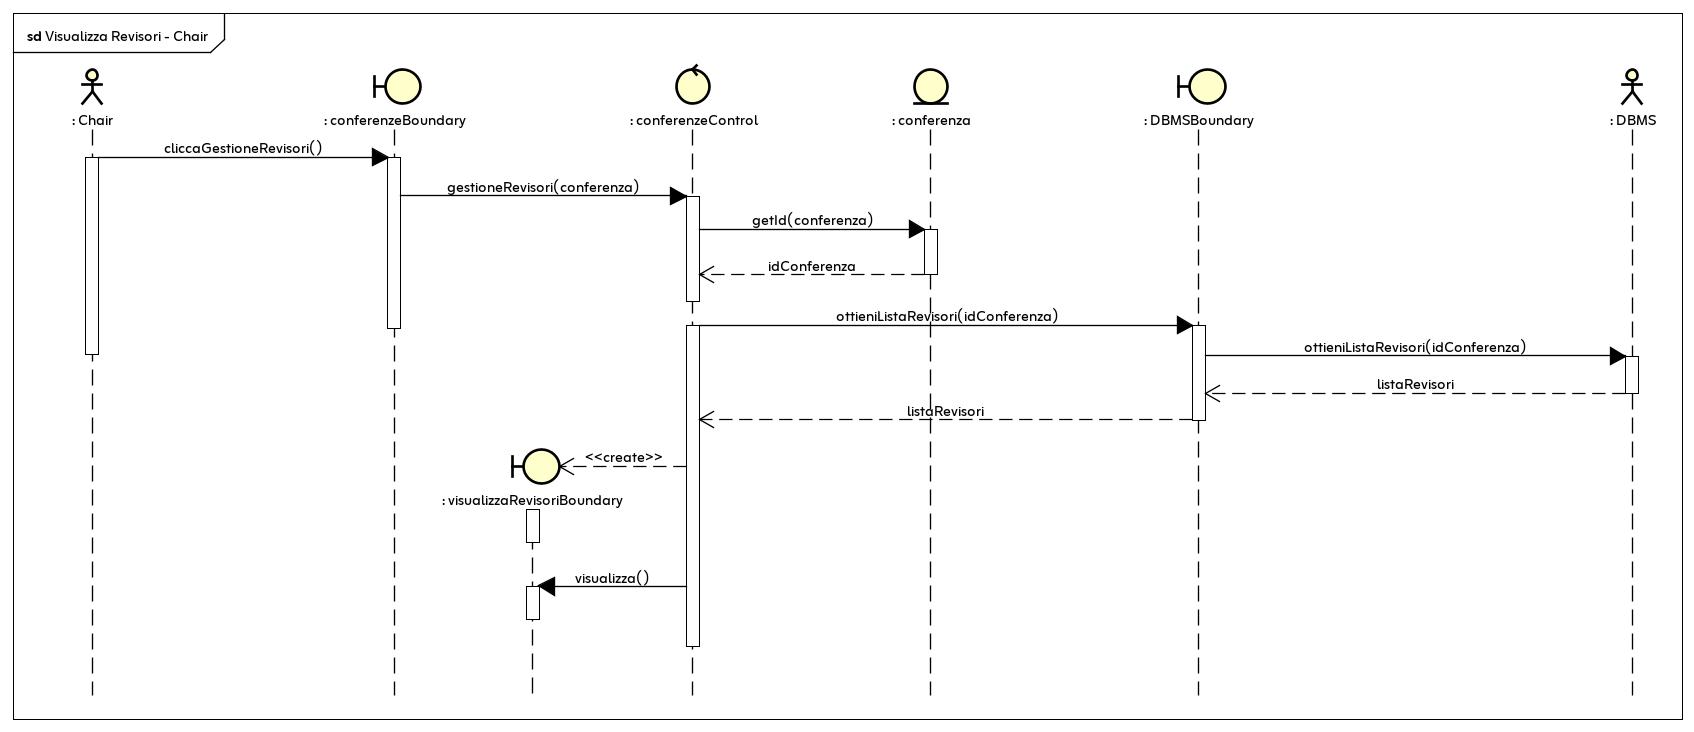 sd Visualizza Revisori - Chair
: Chair
: conferenzeBoundary
: conferenzeControl
: conferenza
: DBMSBoundary
: DBMS
cliccaGestioneRevisori()
gestioneRevisori(conferenza)
getId(conferenza)
idConferenza
ottieniListaRevisori(idConferenza)
ottieniListaRevisori(idConferenza)
listaRevisori
listaRevisori
<<create>>
: visualizzaRevisoriBoundary
visualizza()